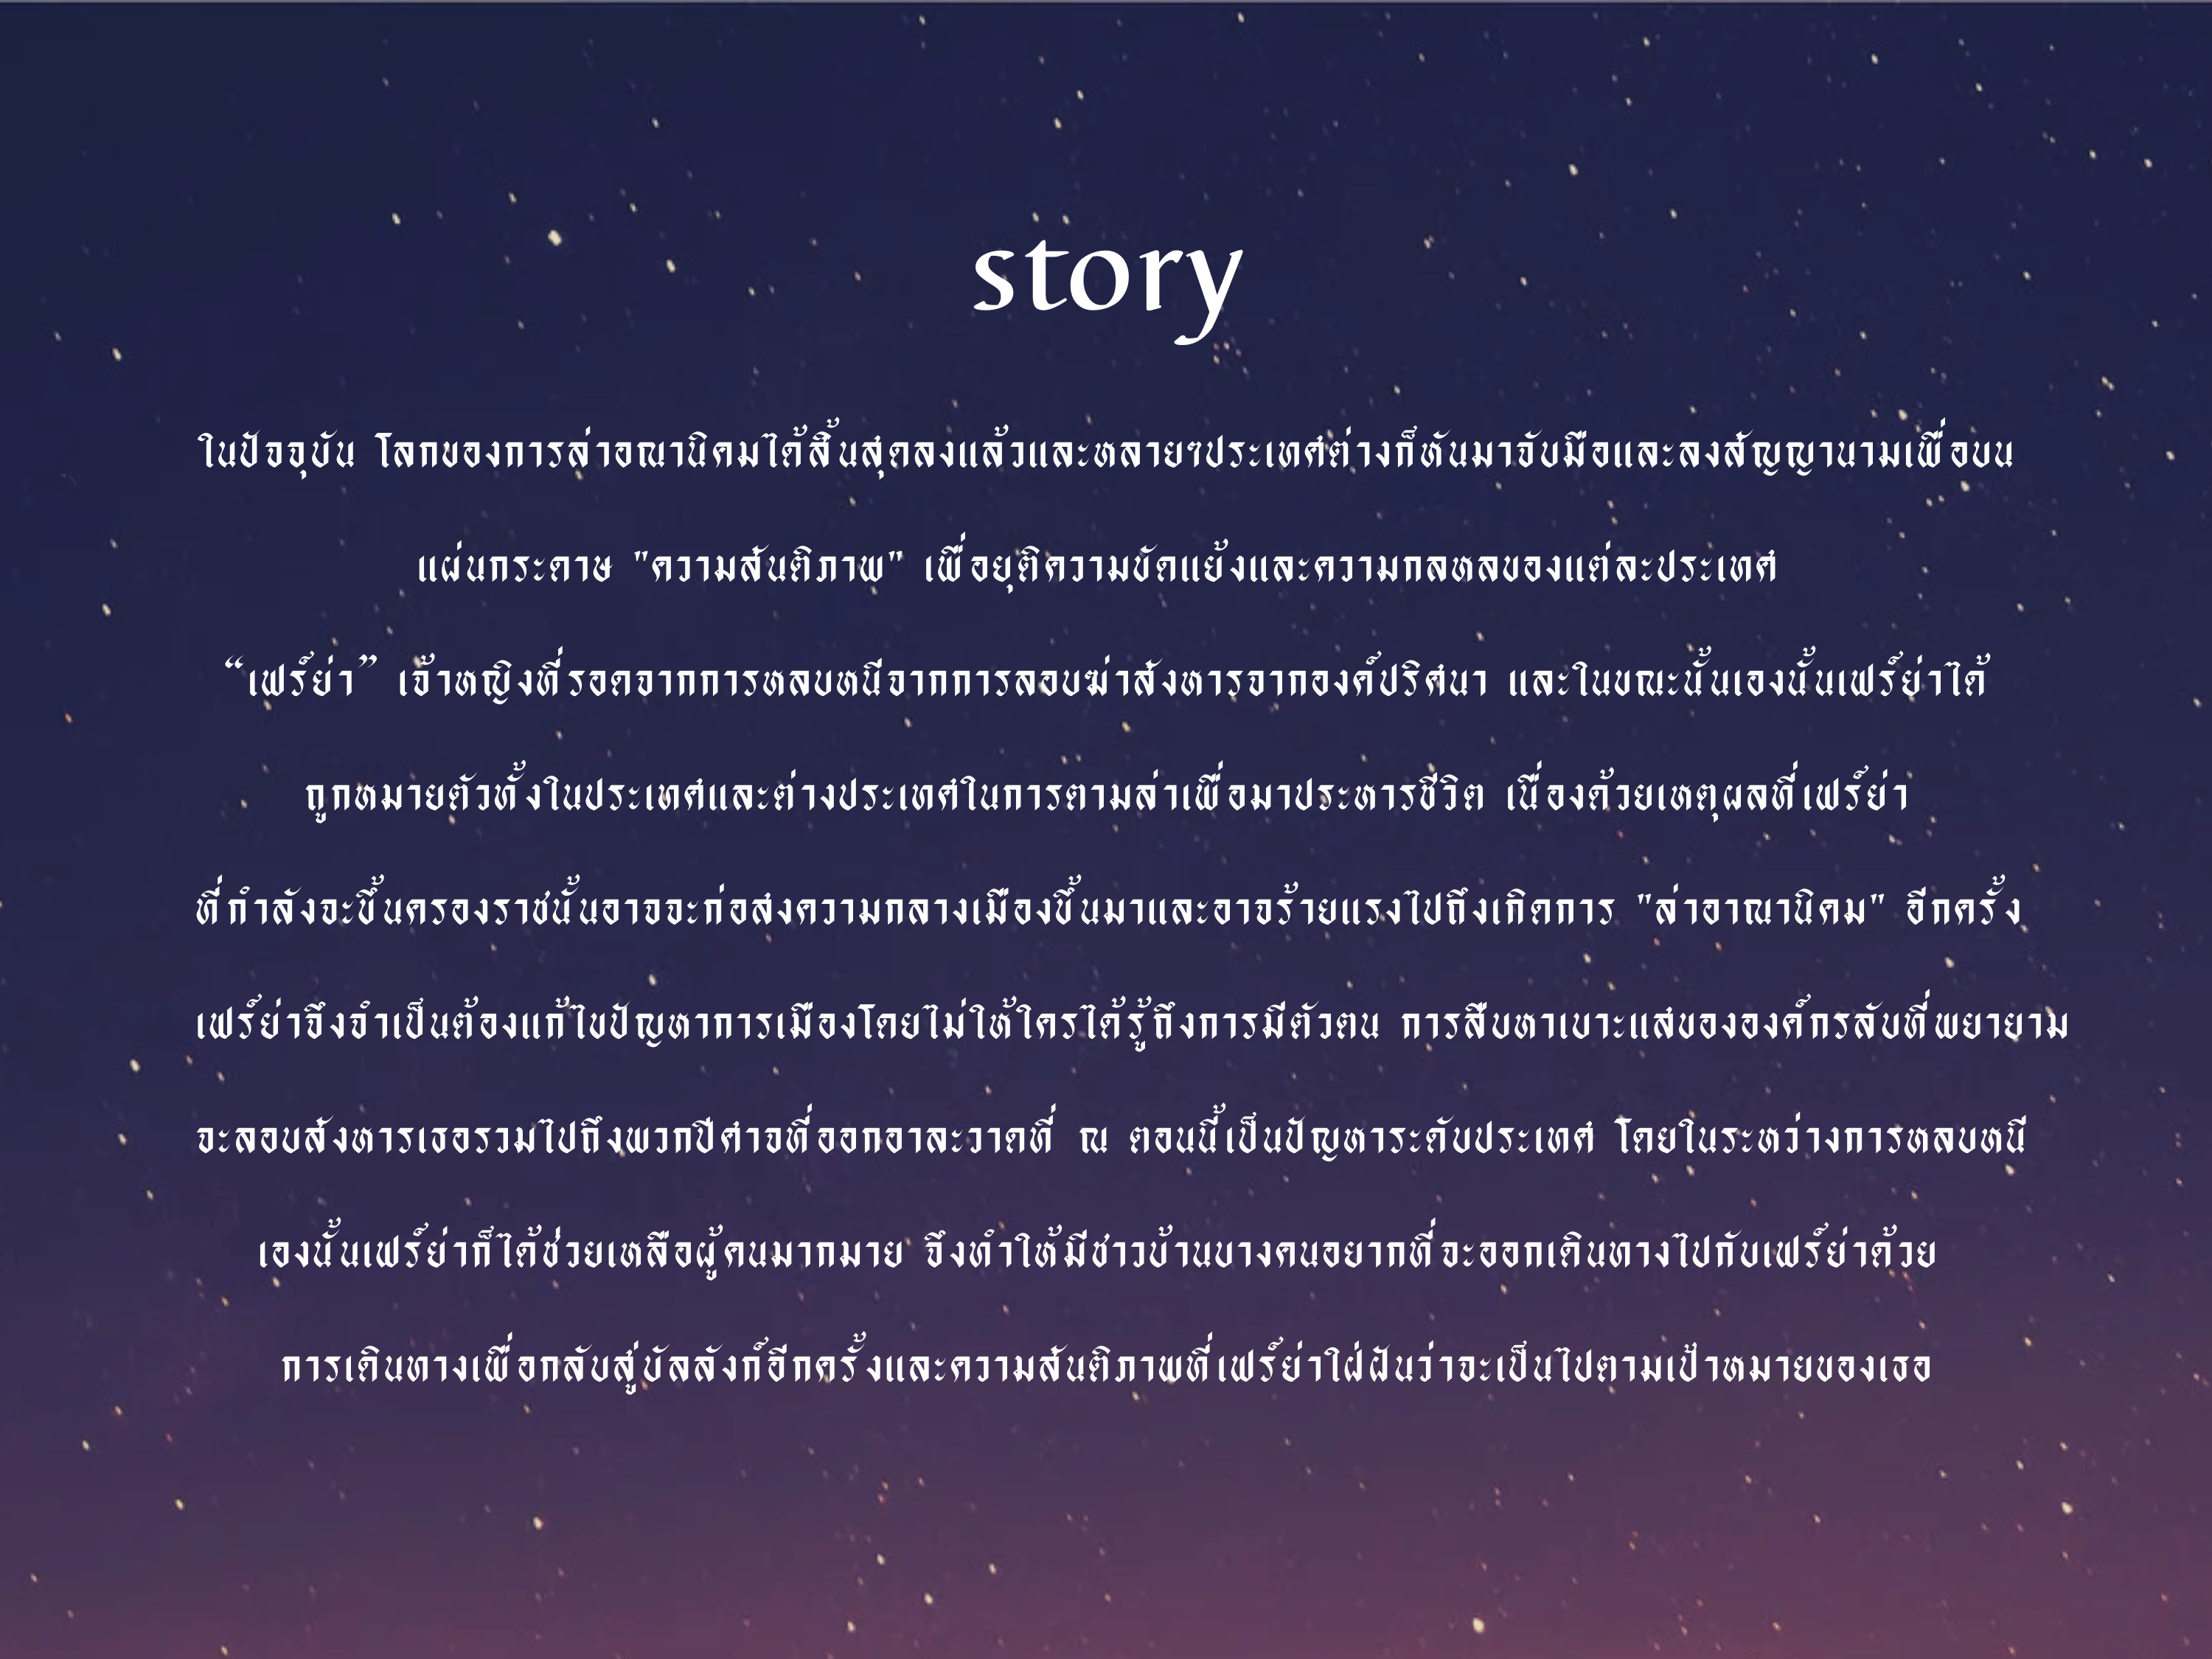 story
ในปัจจุบัน โลกของการล่าอณานิคมได้สิ้นสุดลงแล้วและหลายๆประเทศต่างก็หันมาจับมือและลงสัญญานามเพื่อบน
แผ่นกระดาษ "ความสันติภาพ" เพื่อยุติความขัดแย้งและความกลหลของแต่ละประเทศ
“เฟร์ย่า” เจ้าหญิงที่รอดจากการหลบหนีจากการลอบฆ่าสังหารจากองค์ปริศนา และในขณะนั้นเองนั้นเฟร์ย่าได้
ถูกหมายตัวทั้งในประเทศและต่างประเทศในการตามล่าเพื่อมาประหารชีวิต เนื่องด้วยเหตุผลที่เฟร์ย่า
ที่กำลังจะขึ้นครองราชนั้นอาจจะก่อสงความกลางเมืองขึ้นมาและอาจร้ายแรงไปถึงเกิดการ "ล่าอาณานิคม" อีกครั้ง
เฟร์ย่าจึงจำเป็นต้องแก้ไขปัญหาการเมืองโดยไม่ให้ใครได้รู้ถึงการมีตัวตน การสืบหาเบาะแสขององค์กรลับที่พยายาม
จะลอบสังหารเธอรวมไปถึงพวกปีศาจที่ออกอาละวาดที่ ณ ตอนนี้เป็นปัญหาระดับประเทศ โดยในระหว่างการหลบหนี
เองนั้นเฟร์ย่าก็ได้ช่วยเหลือผู้คนมากมาย จึงทำให้มีชาวบ้านบางคนอยากที่จะออกเดินทางไปกับเฟร์ย่าด้วย
การเดินทางเพื่อกลับสู่บัลลังก์อีกครั้งและความสันติภาพที่เฟร์ย่าใฝ่ฝันว่าจะเป็นไปตามเป้าหมายของเธอ